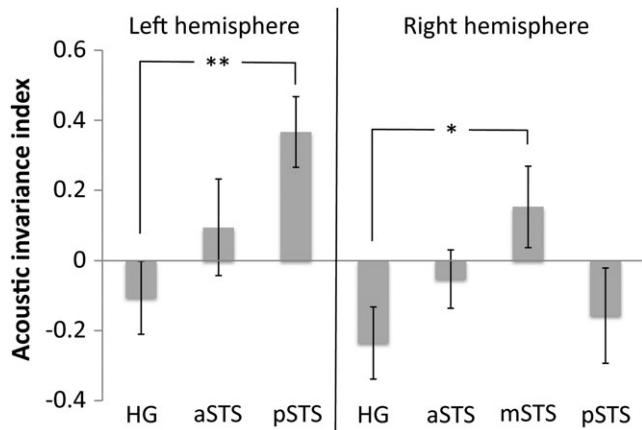 Left hemisphere
Right hemisphere
Acoustic invariance index
0.6
0.4
0.2
0
-0.2
-0.4
**
*
HG aSTS pSTS HG aSTS mSTS pSTS